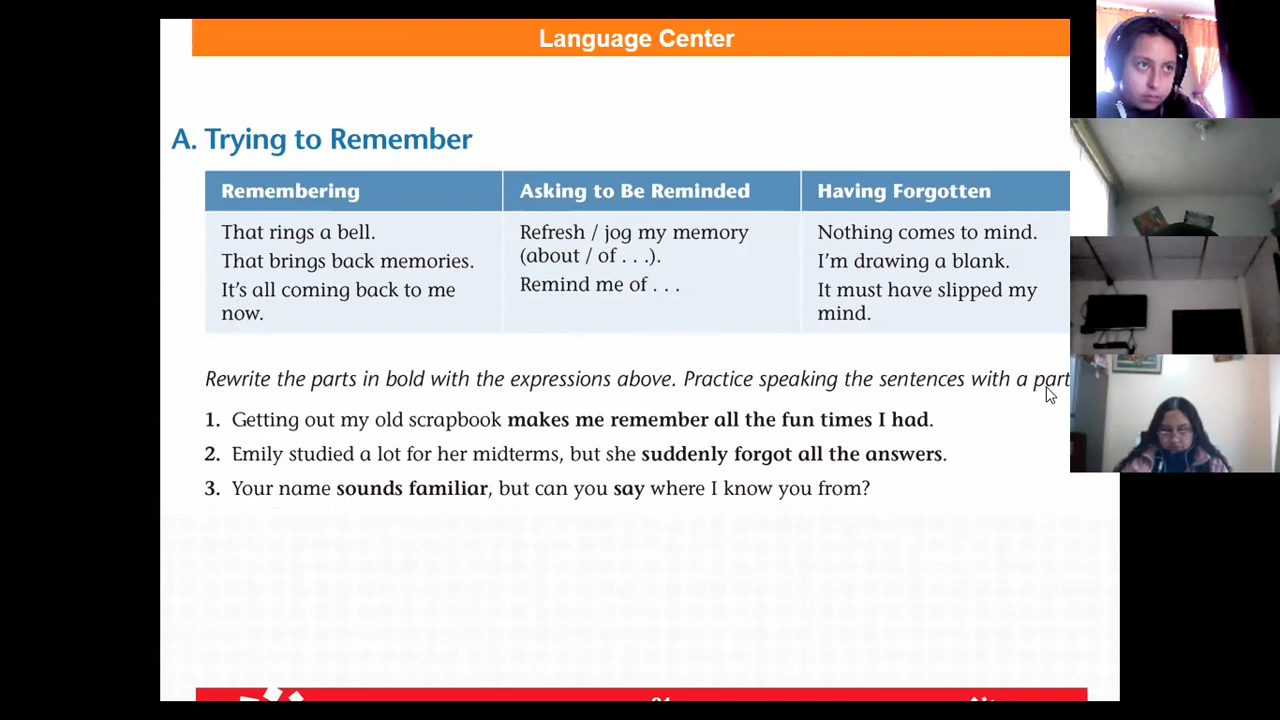 Language Center
A. Trying to Remember
Remembering
Asking to Be Reminded
Having Forgotten
That rings a bell.
That brings back memories.
It's all coming back to me
now.
Refresh / jog my memory
(about / of . . .).
Remind me of . . .
Nothing comes to mind.
I'm drawing a blank.
It must have slipped my
mind.
Rewrite the parts in bold with the expressions above. Practice speaking the sentences with a part
1. Getting out my old scrapbook makes me remember all the fun times I had.
2. Emily studied a lot for her midterms, but she suddenly forgot all the answers.
3. Your name sounds familiar, but can you say where I know you from?